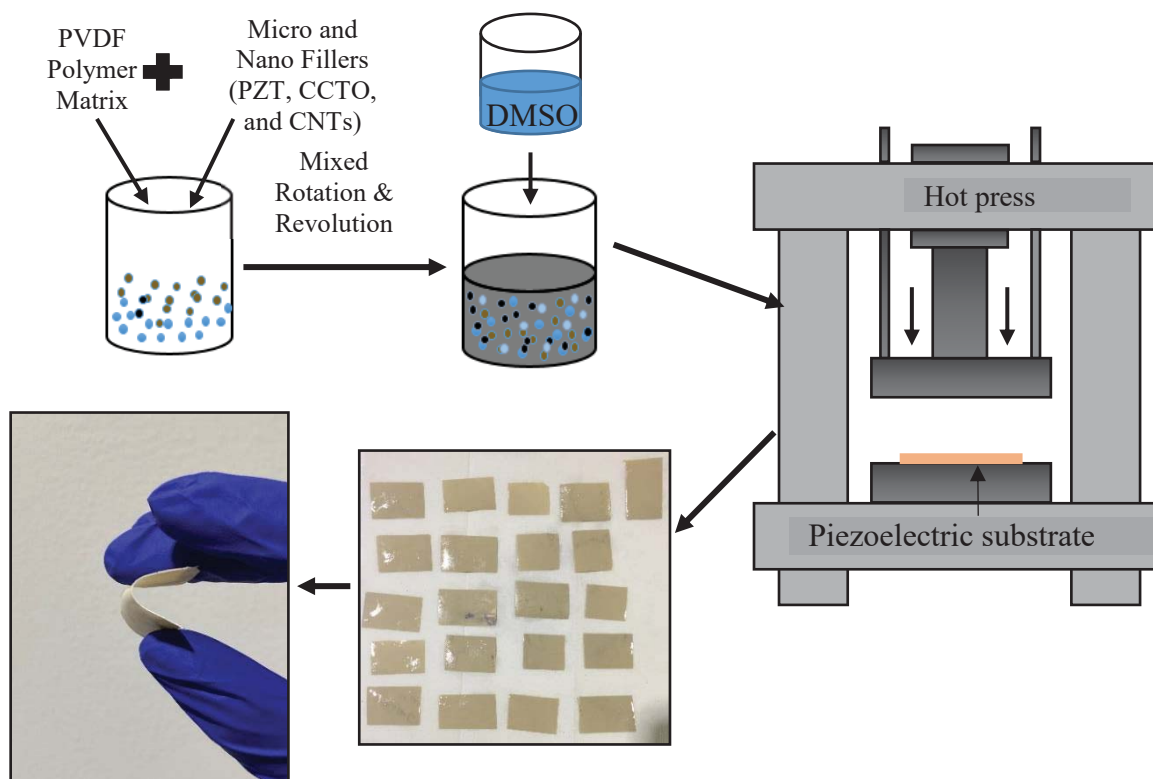 PVDF
Polymer
Matrix
Micro and
Nano Fillers
(PZT, CCTO,
and CNTs)
DMSO
Mixed
Rotation &
Revolution
Hot press
Piezoelectric substrate